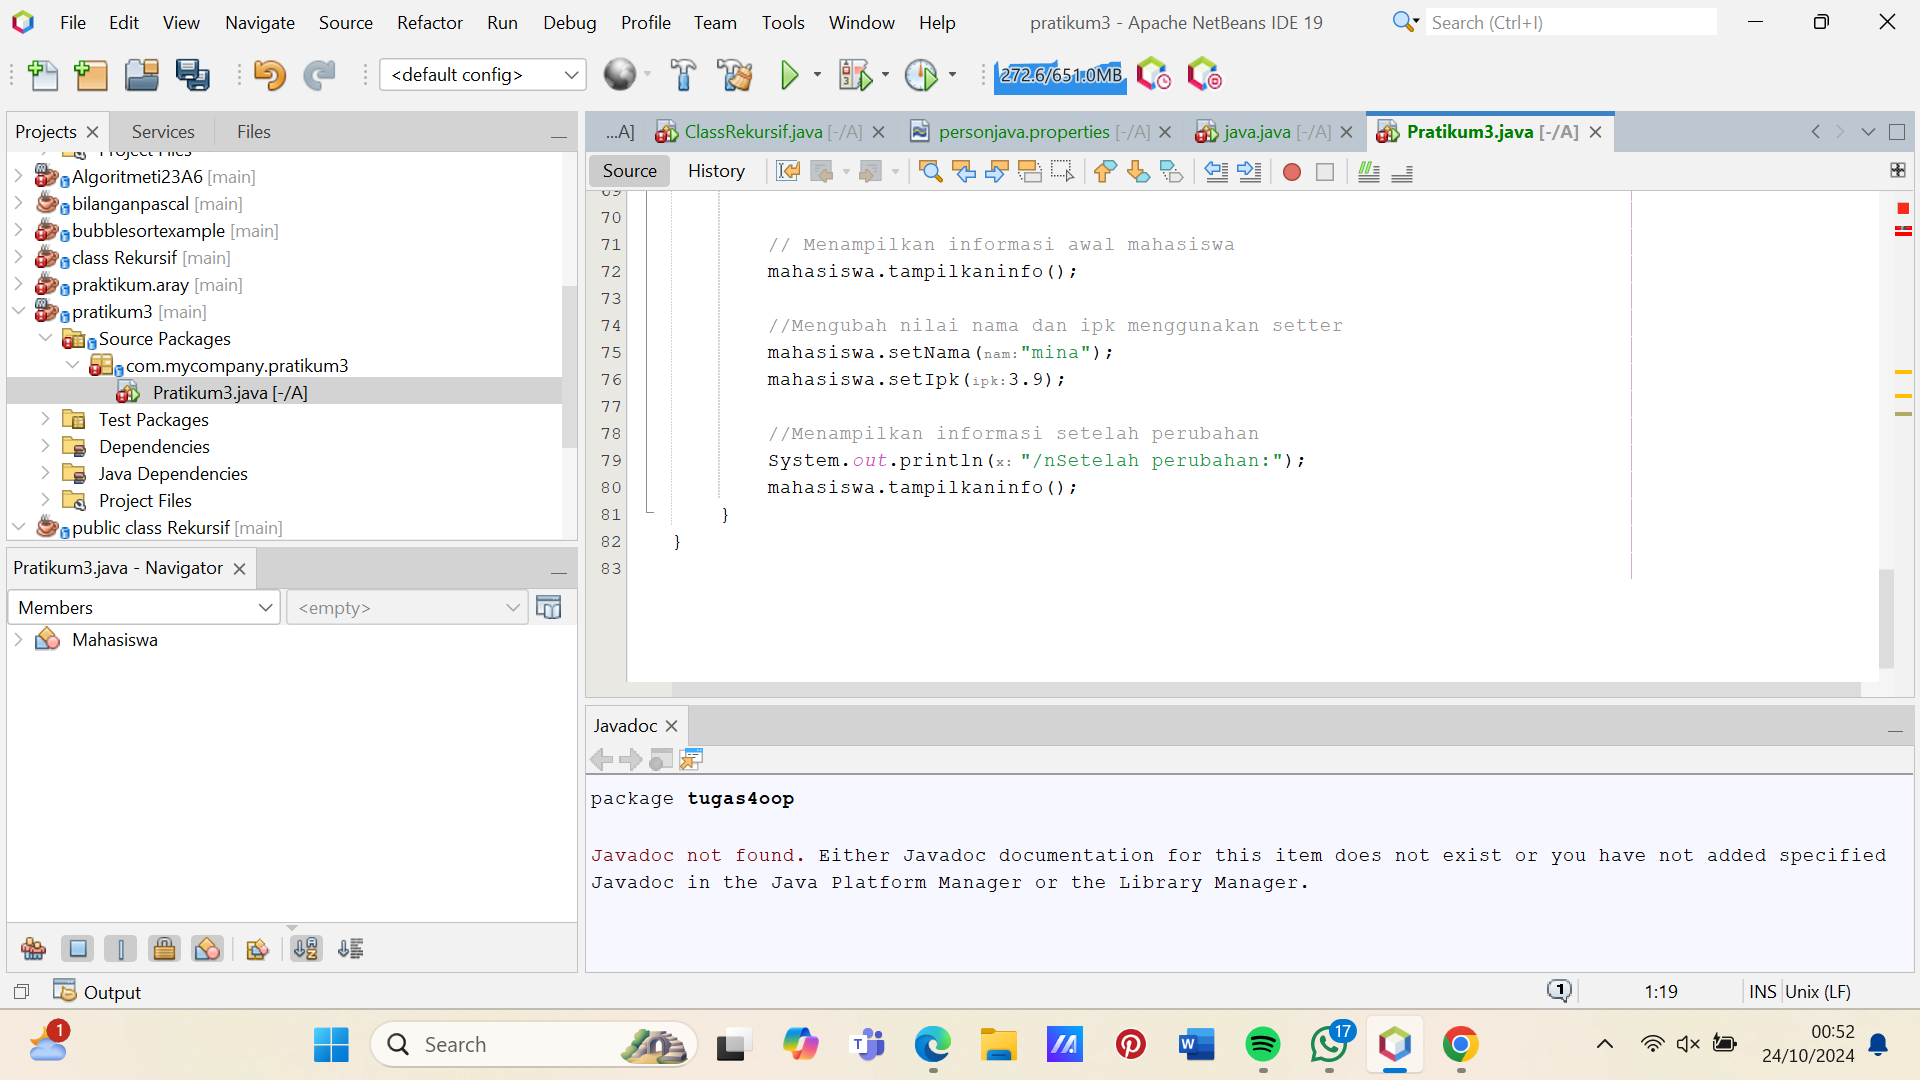 File Edit View Navigate Source Refactor Run Debug Profile Team Tools Window Help
pratikum3 - Apache NetBeans IDE 19
Search (Ctrl+I)
<default config>
272.6/651.0MB
Projects Services Files
Project Files
Algoritmeti23A6 [main]
bilanganpascal [main]
bubblesortexample [main]
class Rekursif [main]
praktikum.aray [main]
pratikum3 [main]
Source Packages
com.mycompany.pratikum3
Pratikum3.java [-/A]
Test Packages
Dependencies
Java Dependencies
Project Files
public class Rekursif [main]
Pratikum3.java - Navigator
Members
<empty>
Mahasiswa
...A] ClassRekursif.java [-/A] personjava.properties [-/A] java.java [-/A] Pratikum3.java [-/A]
Source History
69
70
71 // Menampilkan informasi awal mahasiswa
72 mahasiswa.tampilkaninfo();
73
74 //Mengubah nilai nama dan ipk menggunakan setter
75 mahasiswa.setNama(nam:"mina");
76 mahasiswa.setIpk(ipk:3.9);
77
78 //Menampilkan informasi setelah perubahan
79 System.out.println(x: "/nSetelah perubahan:");
80 mahasiswa.tampilkaninfo();
81 }
82 }
83
Javadoc
package tugas4oop
Javadoc not found. Either Javadoc documentation for this item does not exist or you have not added specified
Javadoc in the Java Platform Manager or the Library Manager.
Output
1
1:19
INS
Unix (LF)
1
Search
17
00:52
24/10/2024